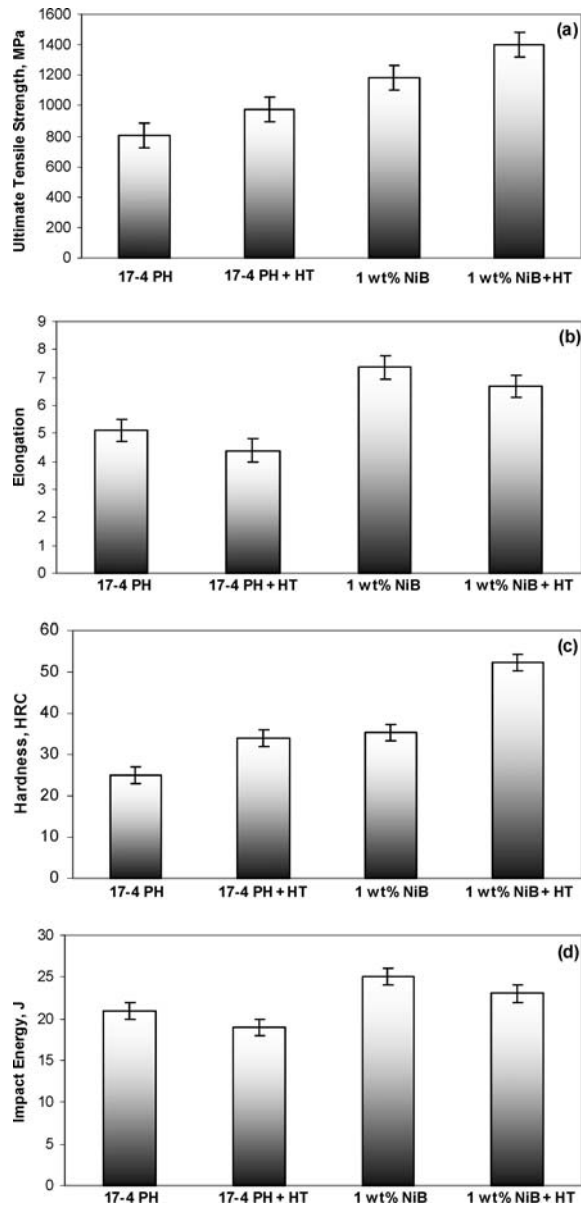 (a)
Ultimate Tensile Strength, MPa
1600
1400
1200
1000
800
600
400
200
0
17-4 PH 17-4 PH + HT 1 wt% NiB 1 wt% NiB+HT
(b)
Elongation
9
8
7
6
5
4
3
2
1
0
17-4 PH 17-4 PH + HT 1 wt% NiB 1 wt% NiB + HT
(c)
Hardness, HRC
60
50
40
30
20
10
0
17-4 PH 17-4 PH + HT 1 wt% NiB 1 wt% NiB + HT
(d)
Impact Energy, J
30
25
20
15
10
5
0
17-4 PH 17-4 PH + HT 1 wt% NiB 1 wt% NiB + HT